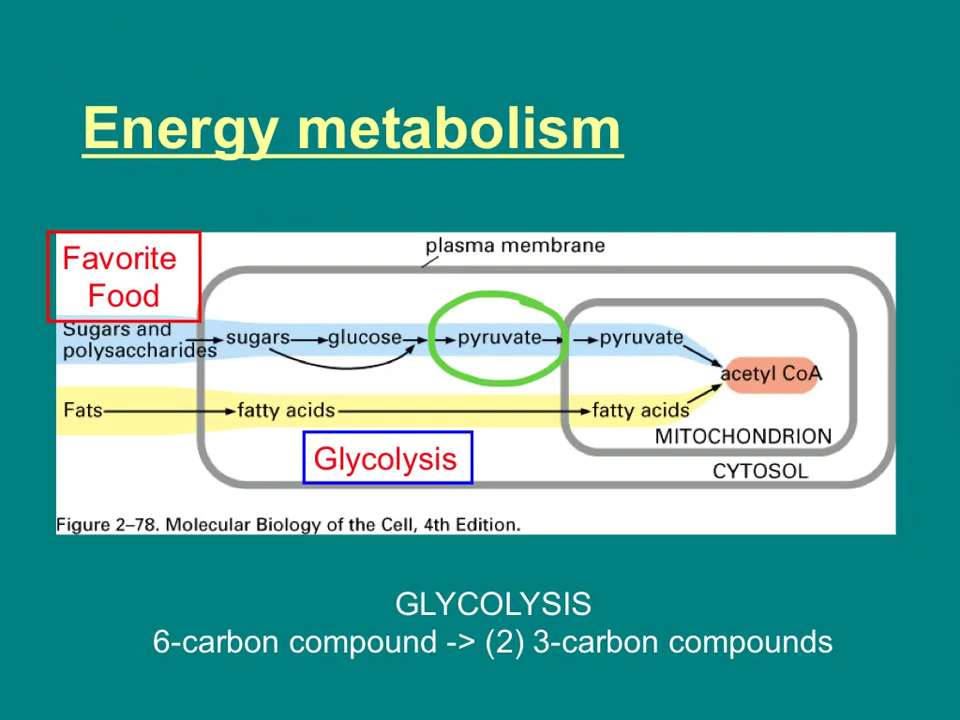 Energy metabolism
Favorite
Food
plasma membrane
Sugars and
polysaccharides
sugars
glucose
pyruvate
pyruvate
acetyl CoA
Fats
fatty acids
fatty acids
MITOCHONDRION
Glycolysis
CYTOSOL
Figure 2–78. Molecular Biology of the Cell, 4th Edition.
GLYCOLYSIS
6-carbon compound -> (2) 3-carbon compounds